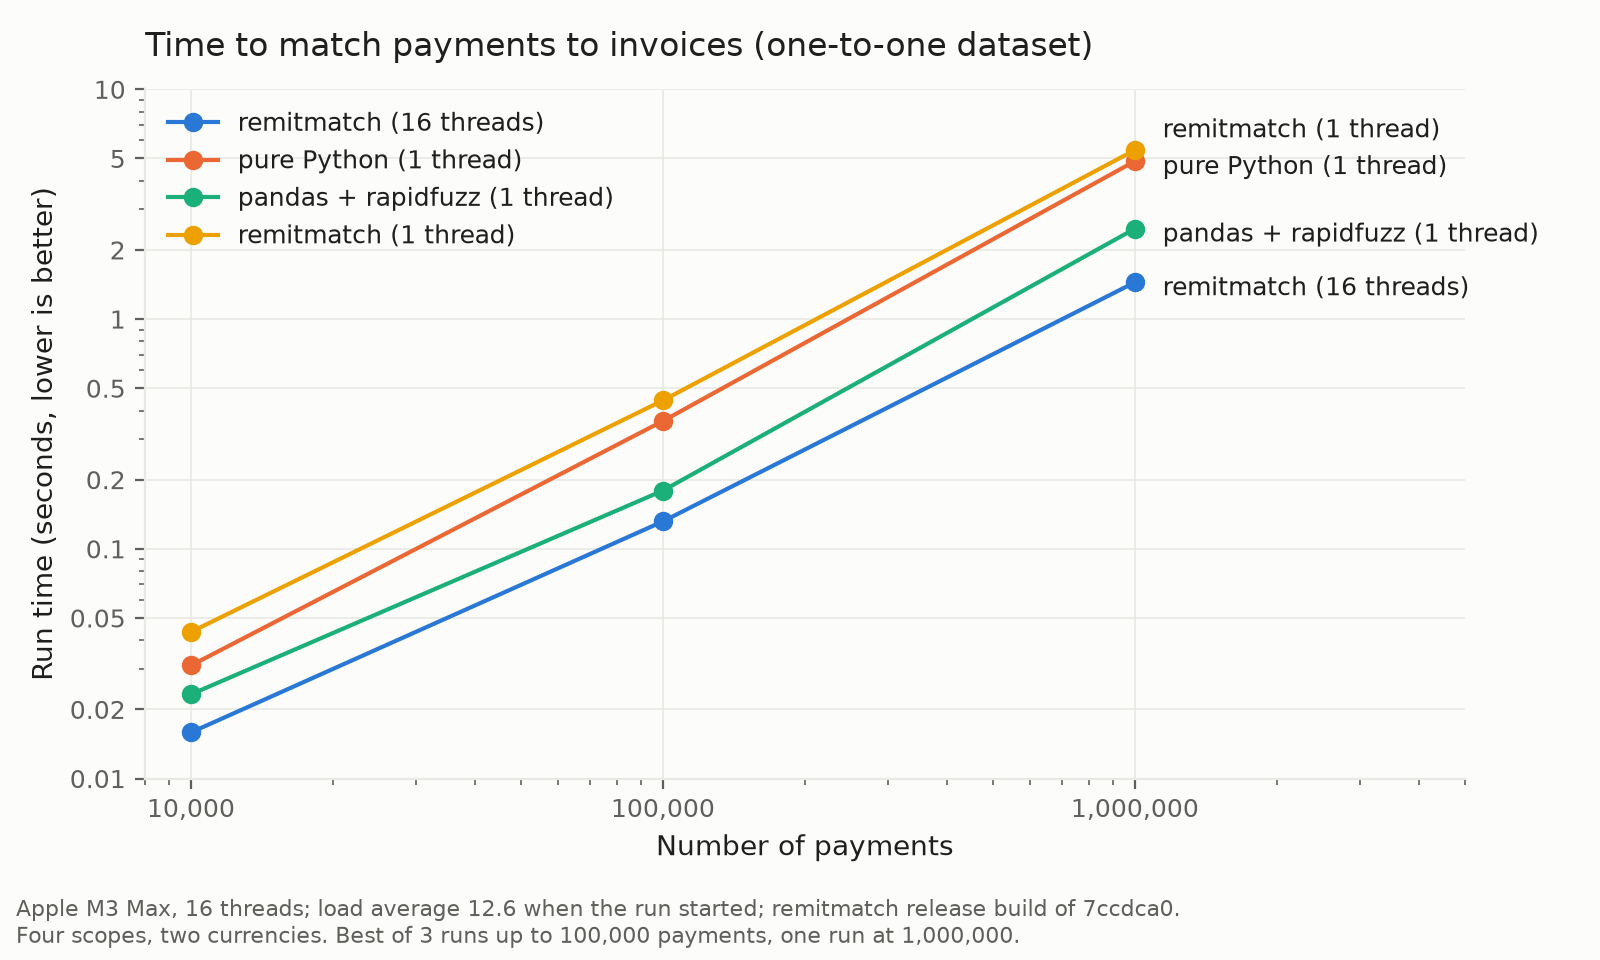 Time to match payments to invoices (one-to-one dataset)
remitmatch (16 threads)
pure Python (1 thread)
pandas + rapidfuzz (1 thread)
remitmatch (1 thread)
remitmatch (1 thread)
pure Python (1 thread)
pandas + rapidfuzz (1 thread)
remitmatch (16 threads)
Run time (seconds, lower is better)
10
5
2
1
0.5
0.2
0.1
0.05
0.02
0.01
10,000
100,000
1,000,000
Number of payments
Apple M3 Max, 16 threads; load average 12.6 when the run started; remitmatch release build of 7ccdca0.
Four scopes, two currencies. Best of 3 runs up to 100,000 payments, one run at 1,000,000.